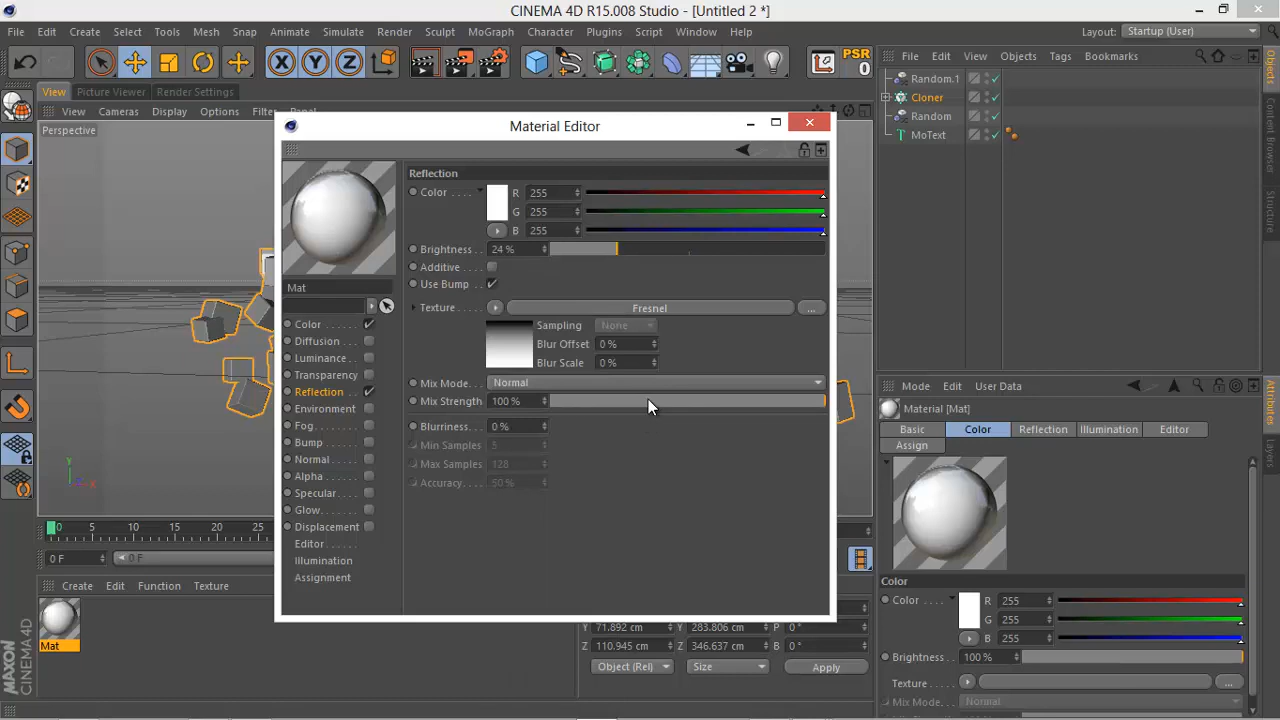 CINEMA 4D R15.008 Studio - [Untitled 2 *]
File Edit Create Select Tools Mesh Snap Animate Simulate Render Sculpt MoGraph Character Plugins Script Window Help Layout: Startup (User)
X Y Z PSR 0
File Edit View Objects Tags Bookmarks
View Picture Viewer Render Settings
View Cameras Display Options Filter Panel
Perspective
Random.1
Cloner
Random
MoText
Objects
Content Browser
Structure
Attributes
Layers
Material Editor
Mat
Color
Diffusion
Luminance
Transparency
Reflection
Environment
Fog
Bump
Normal
Alpha
Specular
Glow
Displacement
Editor
Illumination
Assignment
Reflection
Color R 255
G 255
B 255
Brightness 24 %
Additive
Use Bump
Texture Fresnel ...
Sampling None
Blur Offset 0 %
Blur Scale 0 %
Mix Mode Normal
Mix Strength 100 %
Blurriness 0 %
Min Samples 5
Max Samples 128
Accuracy 50 %
Mode Edit User Data
Material [Mat]
Basic Color Reflection Illumination Editor
Assign
Color
Color R 255
G 255
B 255
Brightness 100 %
Texture ...
Mix Mode Normal
0 5 10 15 20 25
0 F 0 F
Create Edit Function Texture
Mat
Y 71.892 cm Y 283.806 cm P 0 °
Z 110.945 cm Z 346.637 cm B 0 °
Object (Rel) Size Apply
MAXON
CINEMA 4D